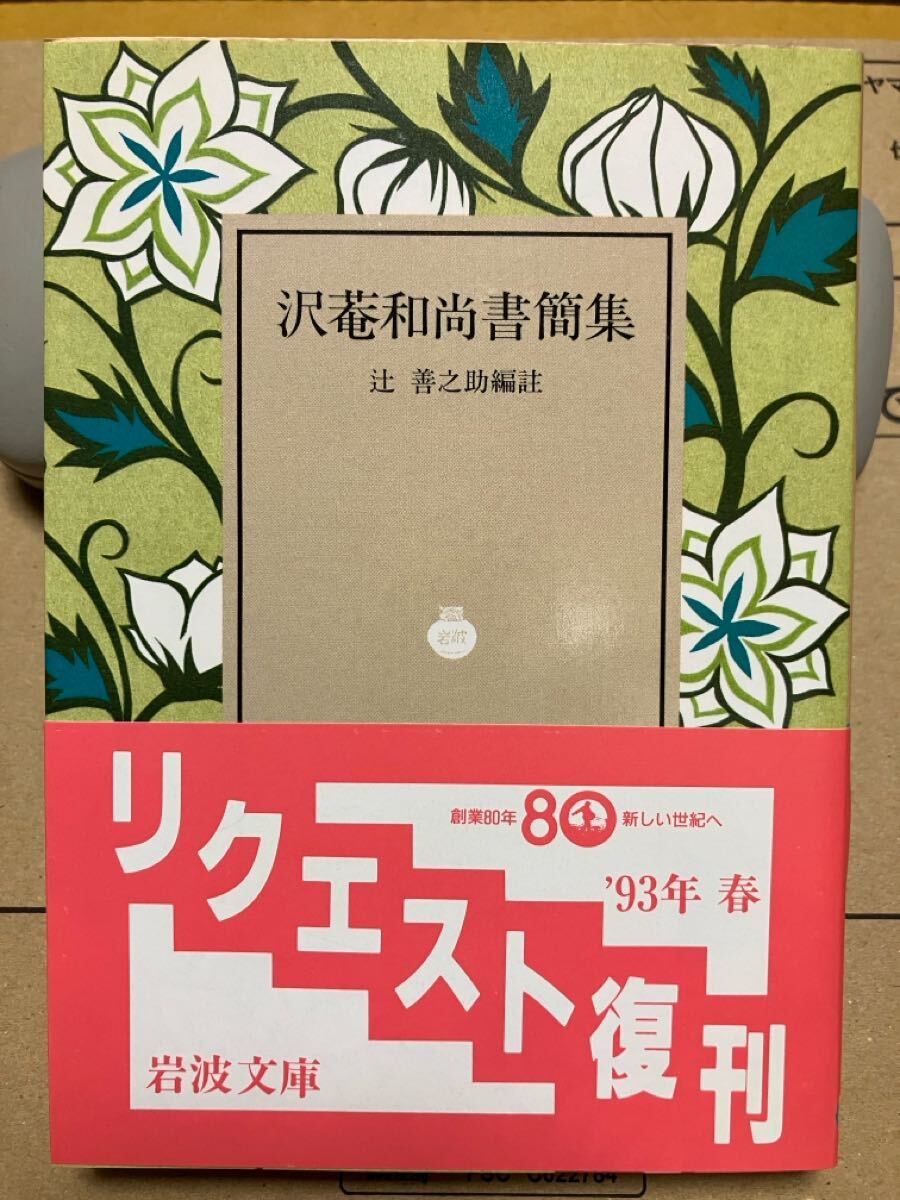 沢菴和尚書簡集
辻 善之助編註
岩波
リクエスト復刊
創業80年 80 新しい世紀へ
'93年 春
岩波文庫
ヤマ